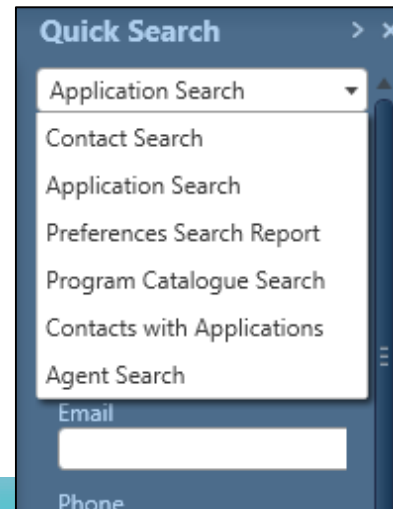 Quick Search
Application Search
Contact Search
Application Search
Preferences Search Report
Program Catalogue Search
Contacts with Applications
Agent Search
Email
Phone